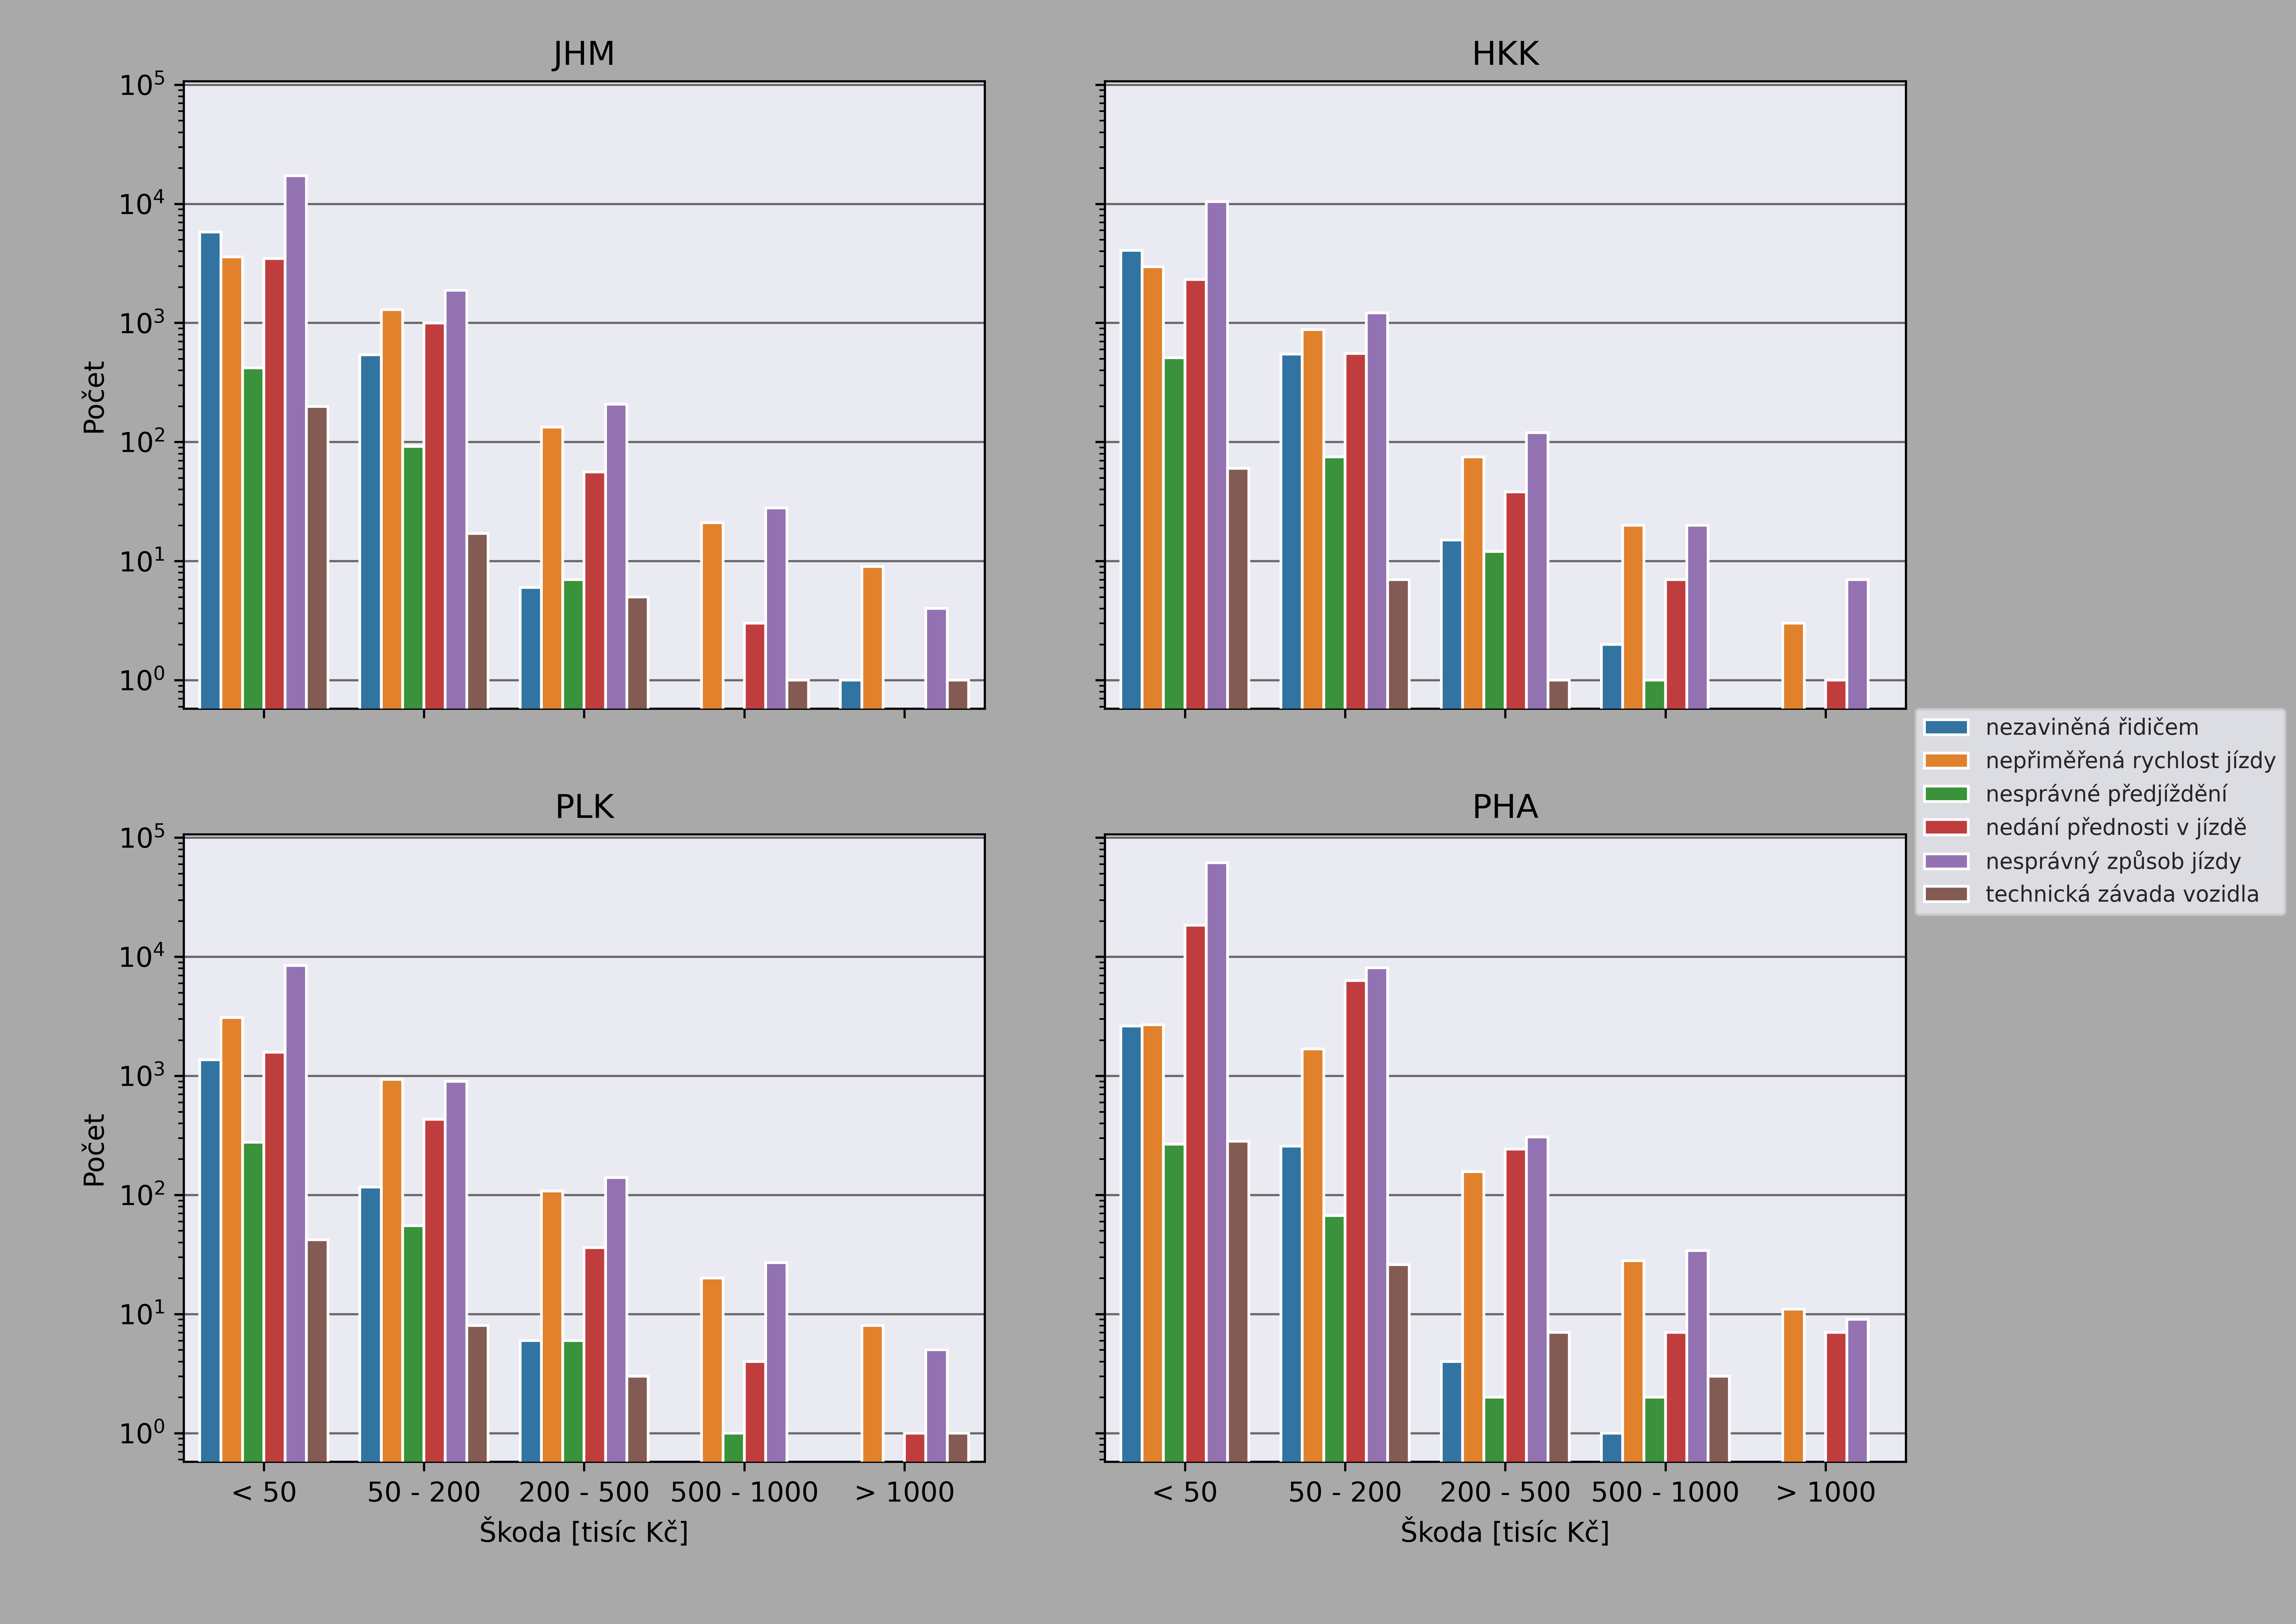 JHM
HKK
10⁵
10⁴
10³
10²
10¹
10⁰
Počet
nezaviněná řidičem
nepřiměřená rychlost jízdy
nesprávné předjíždění
nedání přednosti v jízdě
nesprávný způsob jízdy
technická závada vozidla
PLK
PHA
10⁵
10⁴
10³
10²
10¹
10⁰
Počet
< 50 50 - 200 200 - 500 500 - 1000 > 1000
Škoda [tisíc Kč]
< 50 50 - 200 200 - 500 500 - 1000 > 1000
Škoda [tisíc Kč]